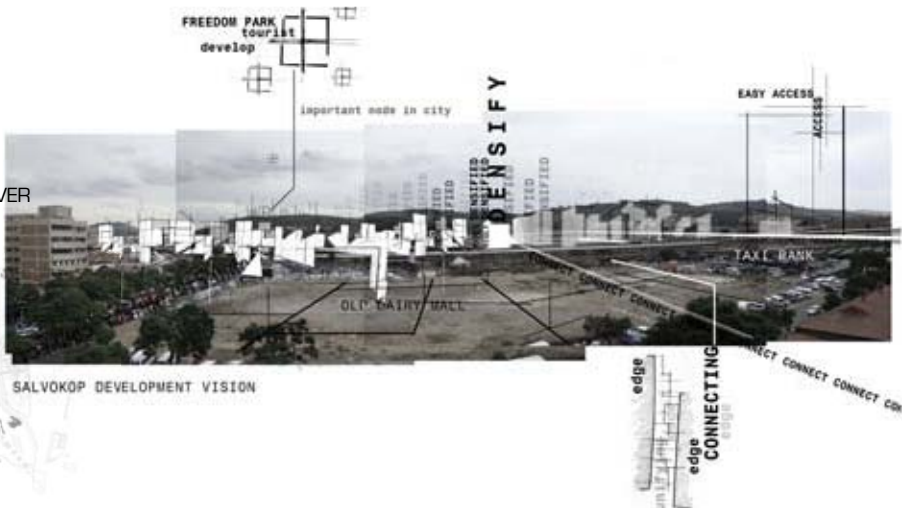 FREEDOM PARK
tourist
develop
important node in city
DENSIFY
DENSIFIED
EASY ACCESS
ACCESS
VER
TAXI RANK
OLD DAIRY MALL
CONNECT CONNECT CONNECT
CONNECT CONNECT CONNECT
SALVOKOP DEVELOPMENT VISION
edge
CONNECTING
edge
edge